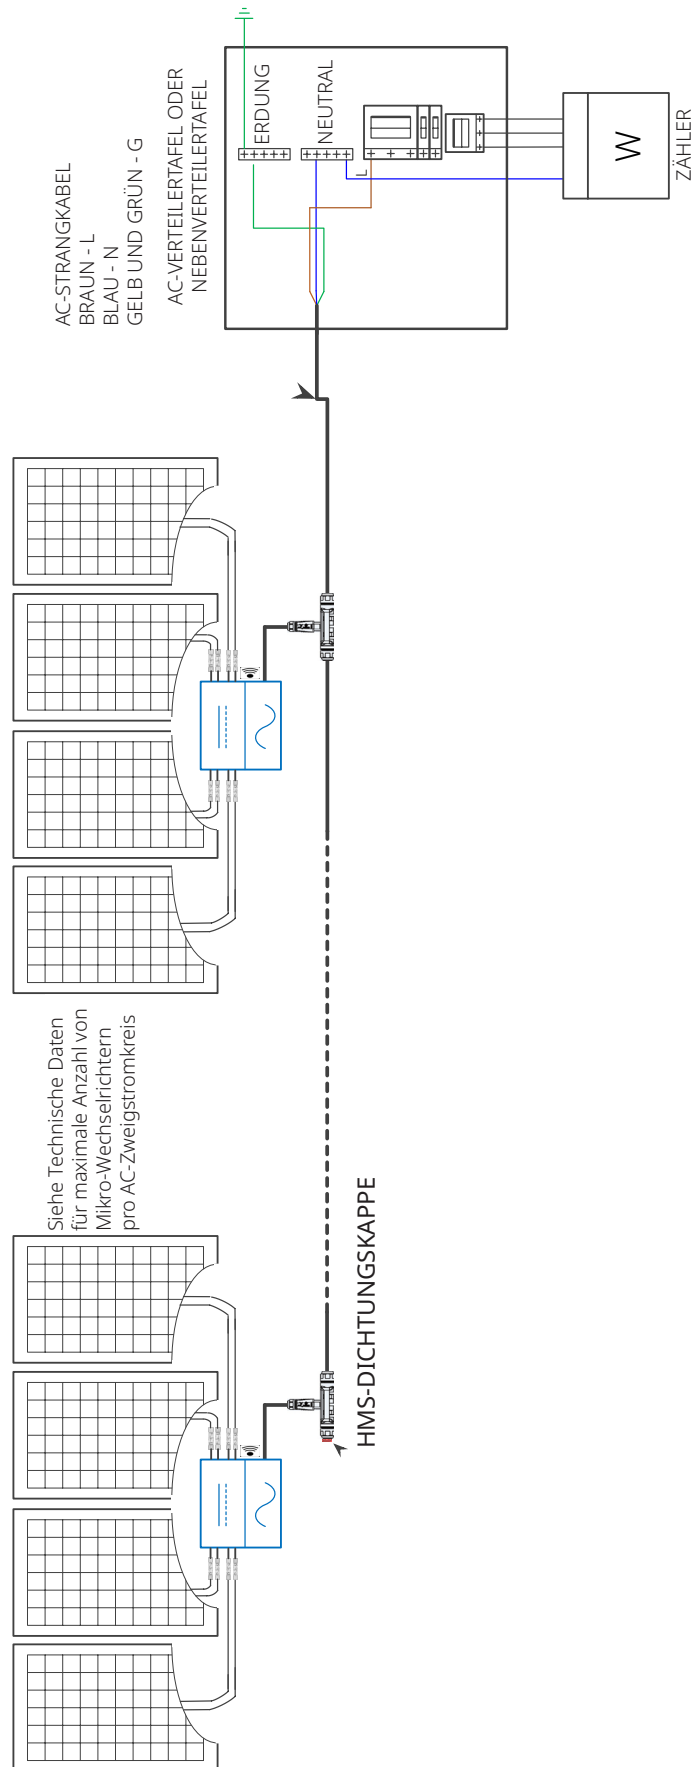 AC-STRANGKABEL
BRAUN - L
BLAU - N
GELB UND GRÜN - G
AC-VERTEILERTAFEL ODER
NEBENVERTEILERTAFEL
ERDUNG
NEUTRAL
L
W
ZÄHLER
Siehe Technische Daten
für maximale Anzahl von
Mikro-Wechselrichtern
pro AC-Zweigstromkreis
HMS-DICHTUNGSKAPPE